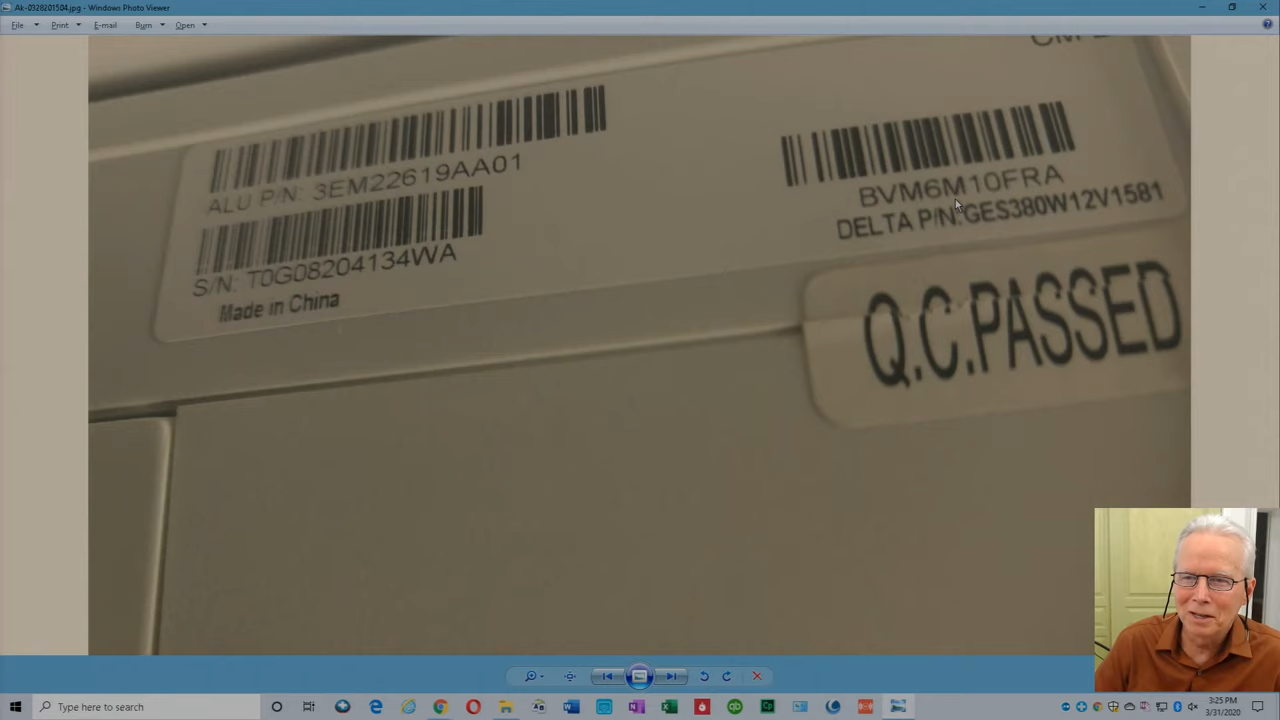 Ak-0328201504.jpg - Windows Photo Viewer
File Print E-mail Burn Open
ALU P/N: 3EM22619AA01
S/N: T0G08204134WA
Made in China
BVM6M10FRA
DELTA P/N:GES380W12V1581
Q.C.PASSED
Type here to search
3:25 PM
3/31/2020